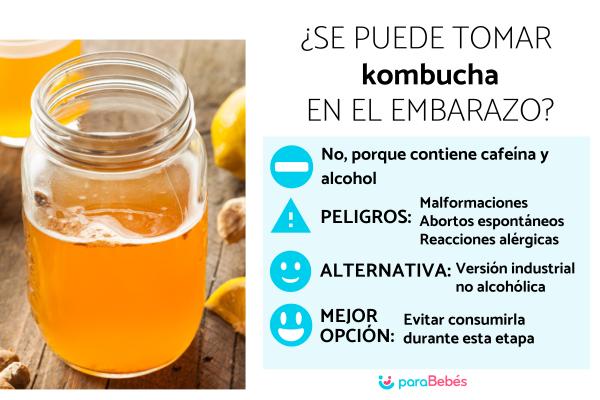 ¿SE PUEDE TOMAR
kombucha
EN EL EMBARAZO?
No, porque contiene cafeína y
alcohol
PELIGROS:
Malformaciones
Abortos espontáneos
Reacciones alérgicas
ALTERNATIVA:
Versión industrial
no alcohólica
MEJOR
OPCIÓN:
Evitar consumirla
durante esta etapa
paraBebés